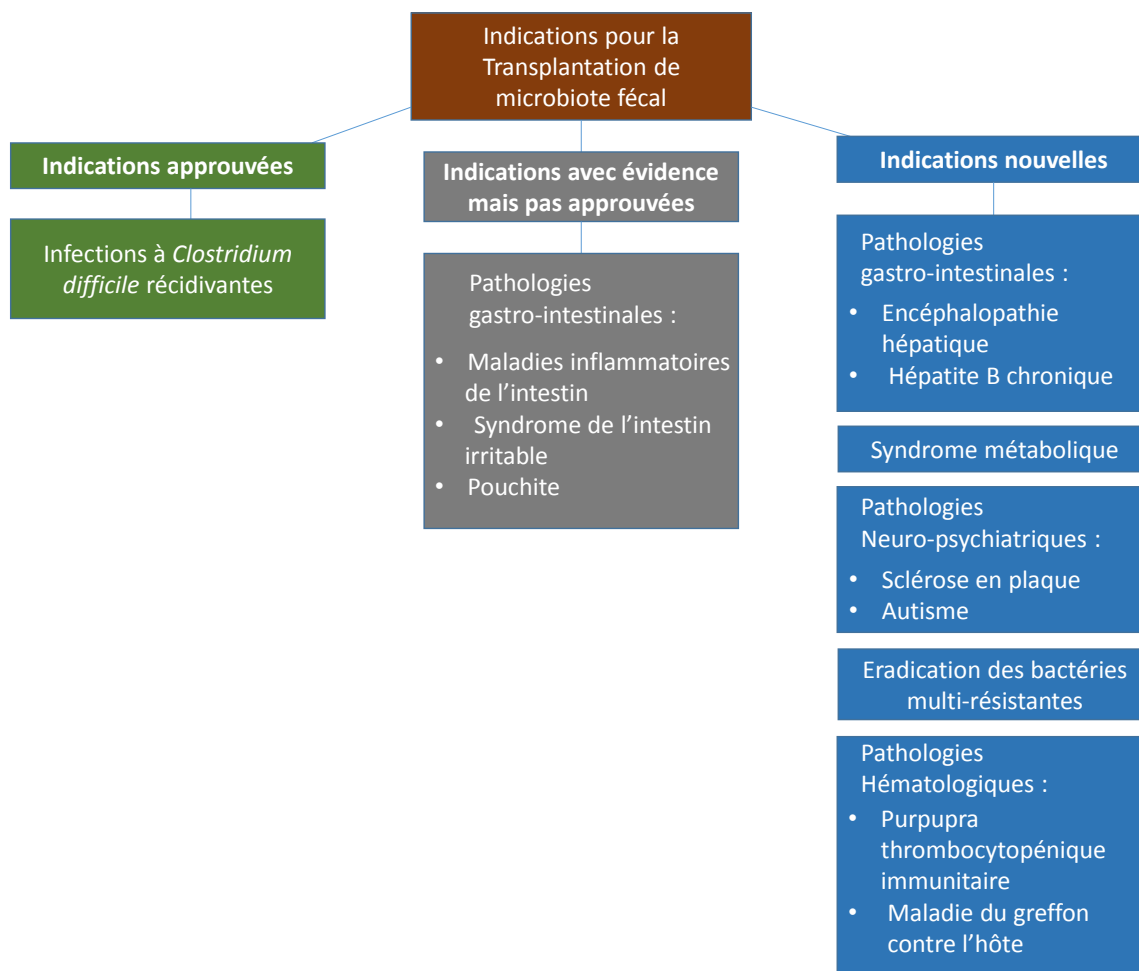 Indications pour la
Transplantation de
microbiote fécal
Indications approuvées
Infections à Clostridium
difficile récidivantes
Indications avec évidence
mais pas approuvées
Pathologies
gastro-intestinales :
• Maladies inflammatoires
de l’intestin
• Syndrome de l’intestin
irritable
• Pouchite
Indications nouvelles
Pathologies
gastro-intestinales :
• Encéphalopathie
hépatique
• Hépatite B chronique
Syndrome métabolique
Pathologies
Neuro-psychiatriques :
• Sclérose en plaque
• Autisme
Eradication des bactéries
multi-résistantes
Pathologies
Hématologiques :
• Purpupra
thrombocytopénique
immunitaire
• Maladie du greffon
contre l’hôte